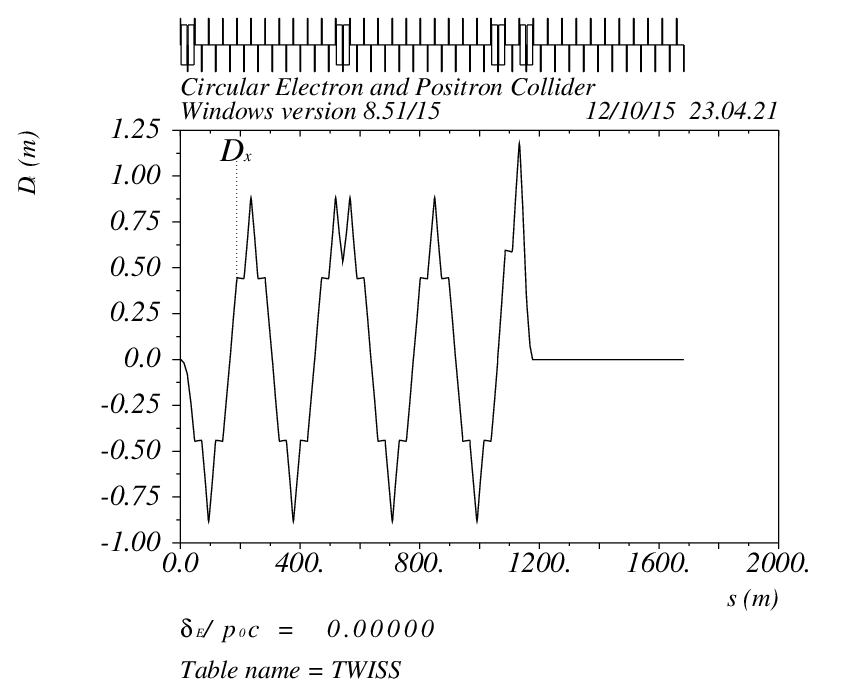 Circular Electron and Positron Collider
Windows version 8.51/15 12/10/15 23.04.21
1.25
Dx
1.00
0.75
0.50
0.25
0.0
-0.25
-0.50
-0.75
-1.00
Dx (m)
0.0 400. 800. 1200. 1600. 2000.
s (m)
δE/ p0c = 0.00000
Table name = TWISS